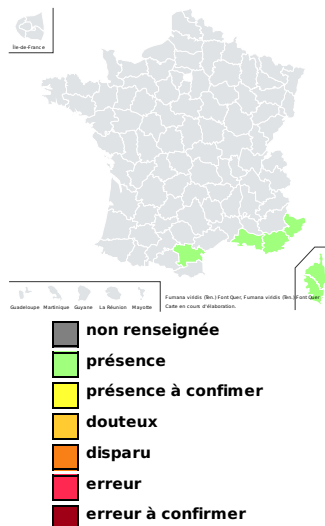 Île-de-France
Fumana viridis (Ten.) Font Quer, Fumana viridis (Ten.) Font Quer
Carte en cours d'élaboration.
Guadeloupe Martinique Guyane La Réunion Mayotte
non renseignée
présence
présence à confimer
douteux
disparu
erreur
erreur à confirmer